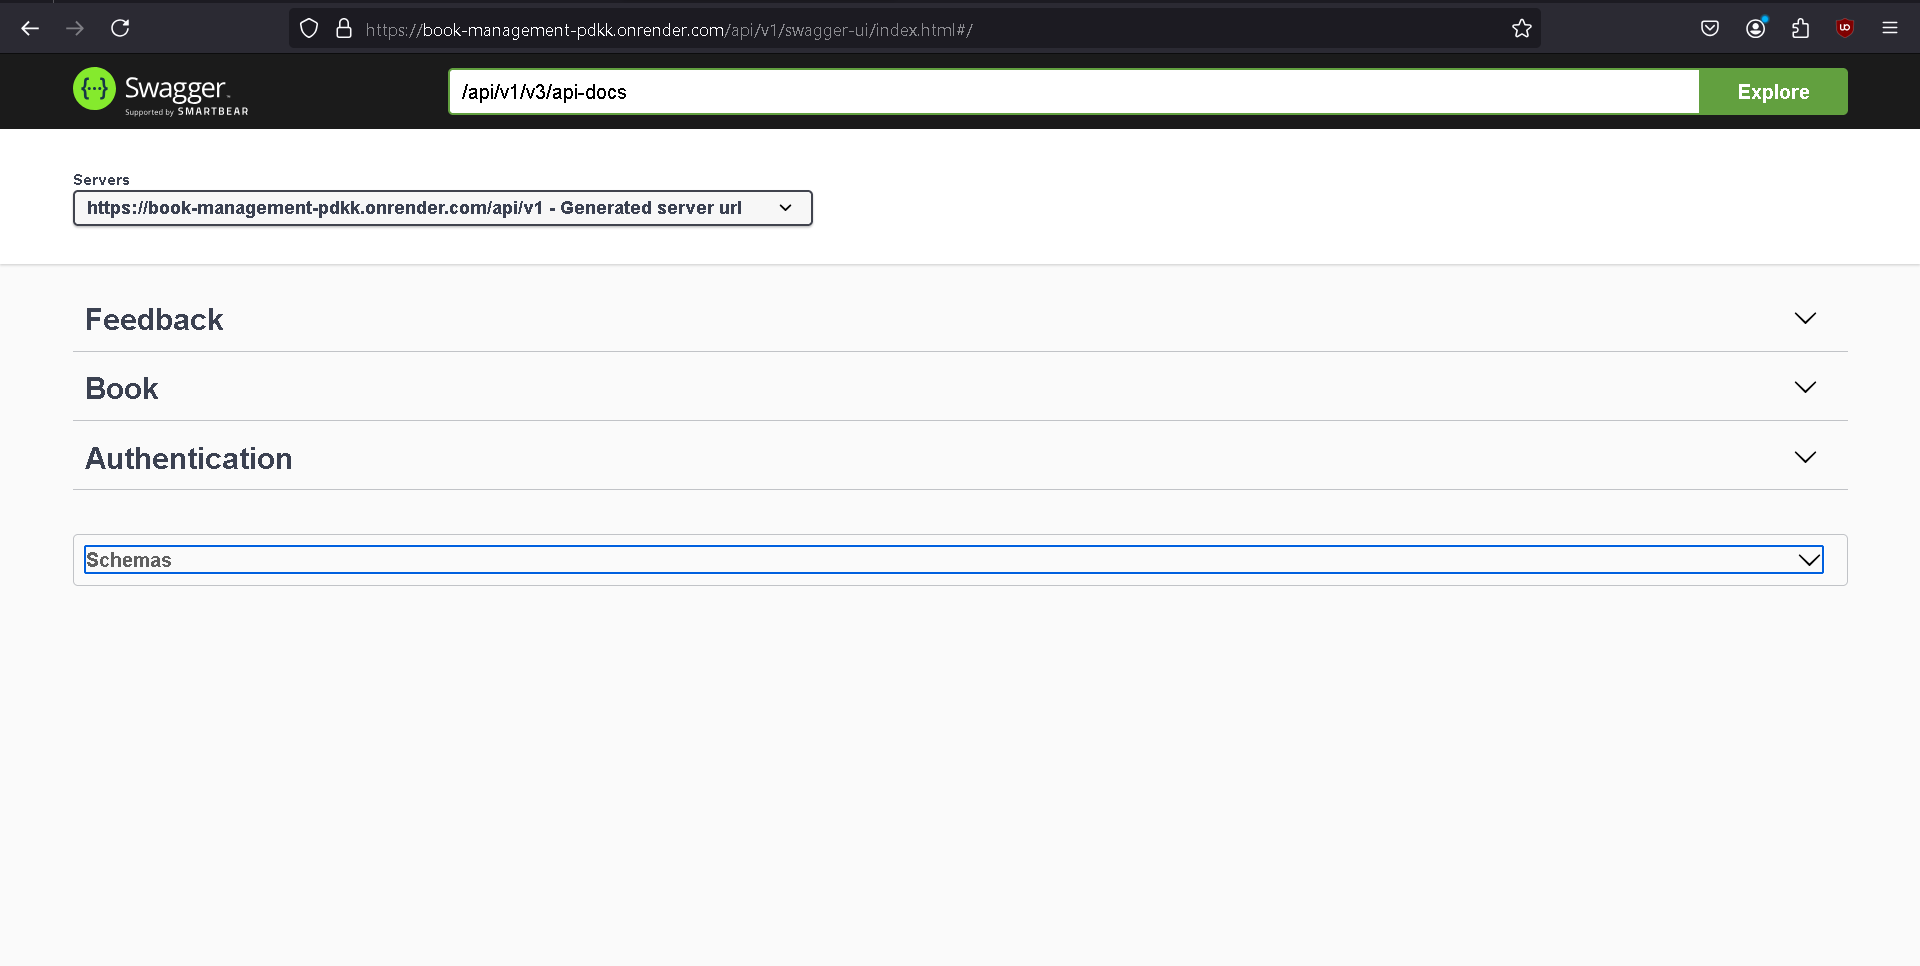 https://book-management-pdkk.onrender.com/api/v1/swagger-ui/index.html#/
Swagger™
Supported by SMARTBEAR
/api/v1/v3/api-docs
Explore
Servers
https://book-management-pdkk.onrender.com/api/v1 - Generated server url
Feedback
Book
Authentication
Schemas